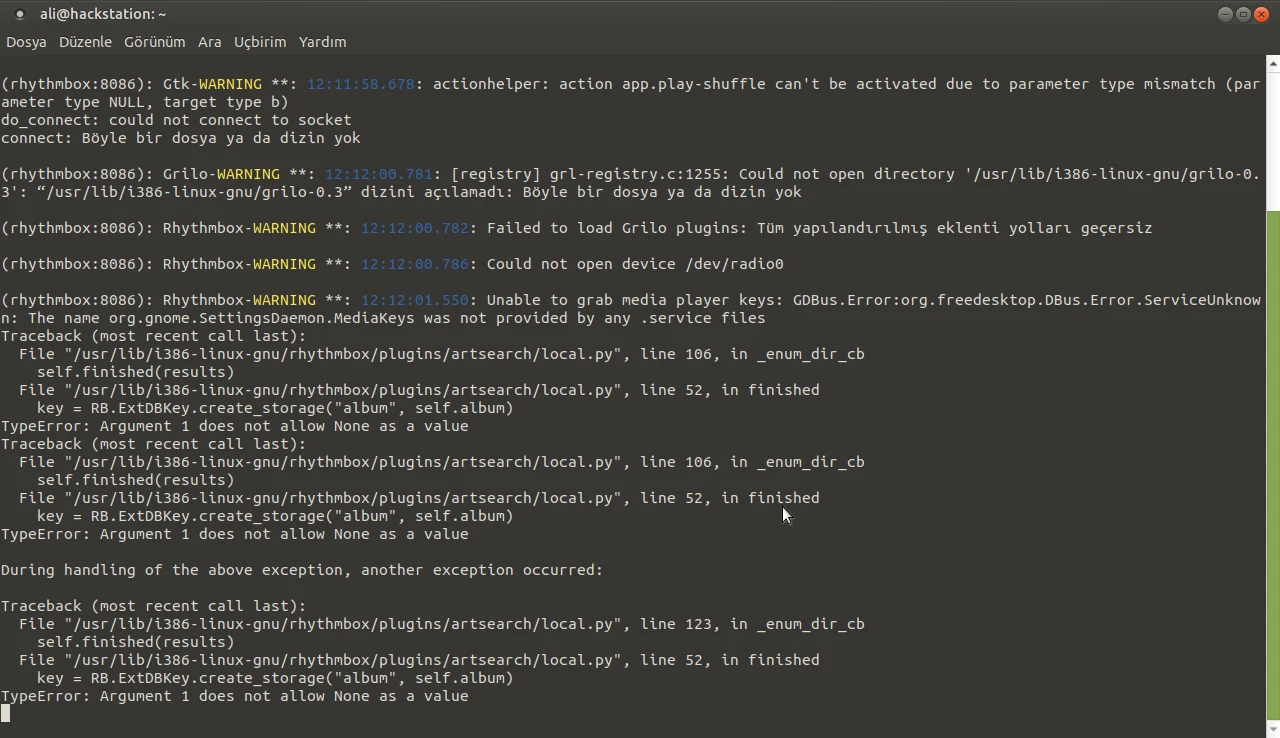 ali@hackstation: ~
Dosya Düzenle Görünüm Ara Uçbirim Yardım
(rhythmbox:8086): Gtk-WARNING **: 12:11:58.678: actionhelper: action app.play-shuffle can't be activated due to parameter type mismatch (par
ameter type NULL, target type b)
do_connect: could not connect to socket
connect: Böyle bir dosya ya da dizin yok
(rhythmbox:8086): Grilo-WARNING **: 12:12:00.781: [registry] grl-registry.c:1255: Could not open directory '/usr/lib/i386-linux-gnu/grilo-0.
3': “/usr/lib/i386-linux-gnu/grilo-0.3” dizini açılamadı: Böyle bir dosya ya da dizin yok
(rhythmbox:8086): Rhythmbox-WARNING **: 12:12:00.782: Failed to load Grilo plugins: Tüm yapılandırılmış eklenti yolları geçersiz
(rhythmbox:8086): Rhythmbox-WARNING **: 12:12:00.786: Could not open device /dev/radio0
(rhythmbox:8086): Rhythmbox-WARNING **: 12:12:01.550: Unable to grab media player keys: GDBus.Error:org.freedesktop.DBus.Error.ServiceUnknow
n: The name org.gnome.SettingsDaemon.MediaKeys was not provided by any .service files
Traceback (most recent call last):
  File "/usr/lib/i386-linux-gnu/rhythmbox/plugins/artsearch/local.py", line 106, in _enum_dir_cb
    self.finished(results)
  File "/usr/lib/i386-linux-gnu/rhythmbox/plugins/artsearch/local.py", line 52, in finished
    key = RB.ExtDBKey.create_storage("album", self.album)
TypeError: Argument 1 does not allow None as a value
Traceback (most recent call last):
  File "/usr/lib/i386-linux-gnu/rhythmbox/plugins/artsearch/local.py", line 106, in _enum_dir_cb
    self.finished(results)
  File "/usr/lib/i386-linux-gnu/rhythmbox/plugins/artsearch/local.py", line 52, in finished
    key = RB.ExtDBKey.create_storage("album", self.album)
TypeError: Argument 1 does not allow None as a value
During handling of the above exception, another exception occurred:
Traceback (most recent call last):
  File "/usr/lib/i386-linux-gnu/rhythmbox/plugins/artsearch/local.py", line 123, in _enum_dir_cb
    self.finished(results)
  File "/usr/lib/i386-linux-gnu/rhythmbox/plugins/artsearch/local.py", line 52, in finished
    key = RB.ExtDBKey.create_storage("album", self.album)
TypeError: Argument 1 does not allow None as a value